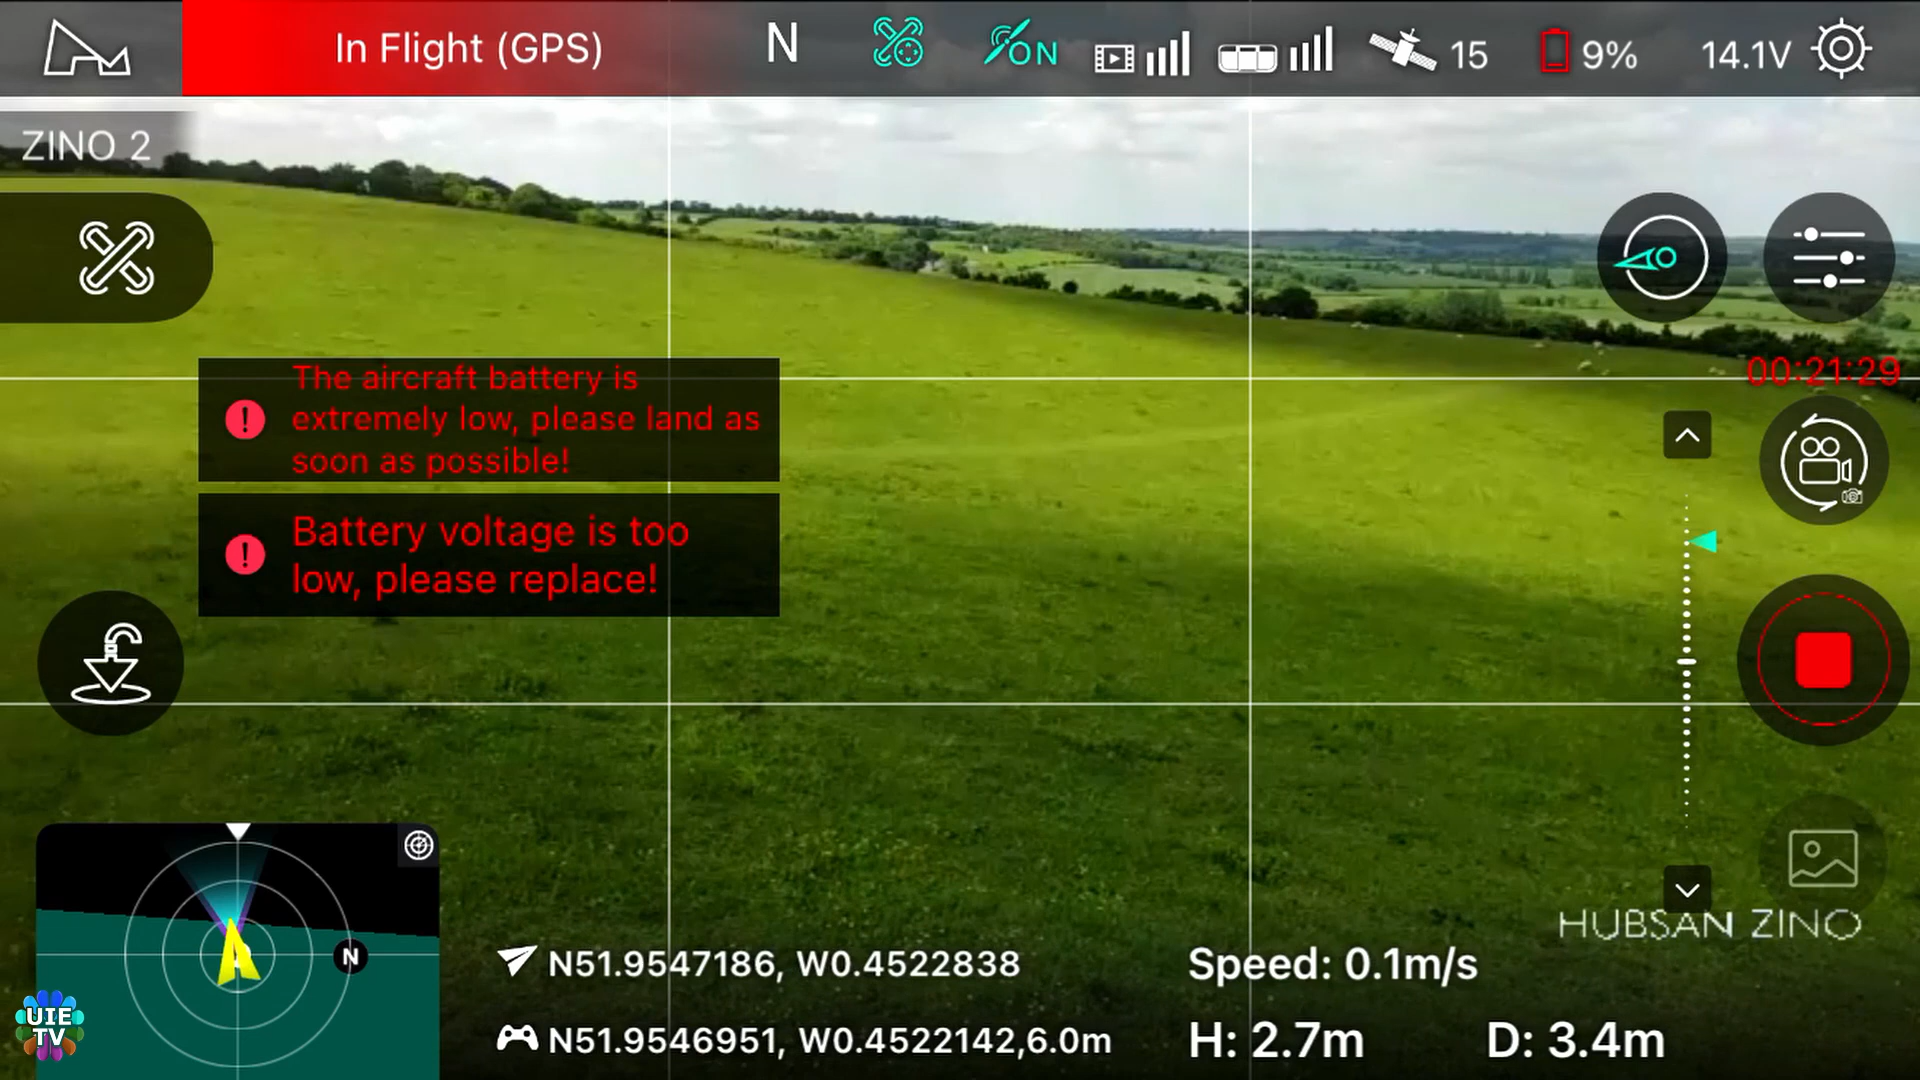 In Flight (GPS)
N
ON
15
9%
14.1V
ZINO 2
00:21:29
The aircraft battery is
extremely low, please land as
soon as possible!
Battery voltage is too
low, please replace!
N
HUBSAN ZINO
N51.9547186, W0.4522838
Speed: 0.1m/s
N51.9546951, W0.4522142,6.0m
H: 2.7m
D: 3.4m
UIE
TV